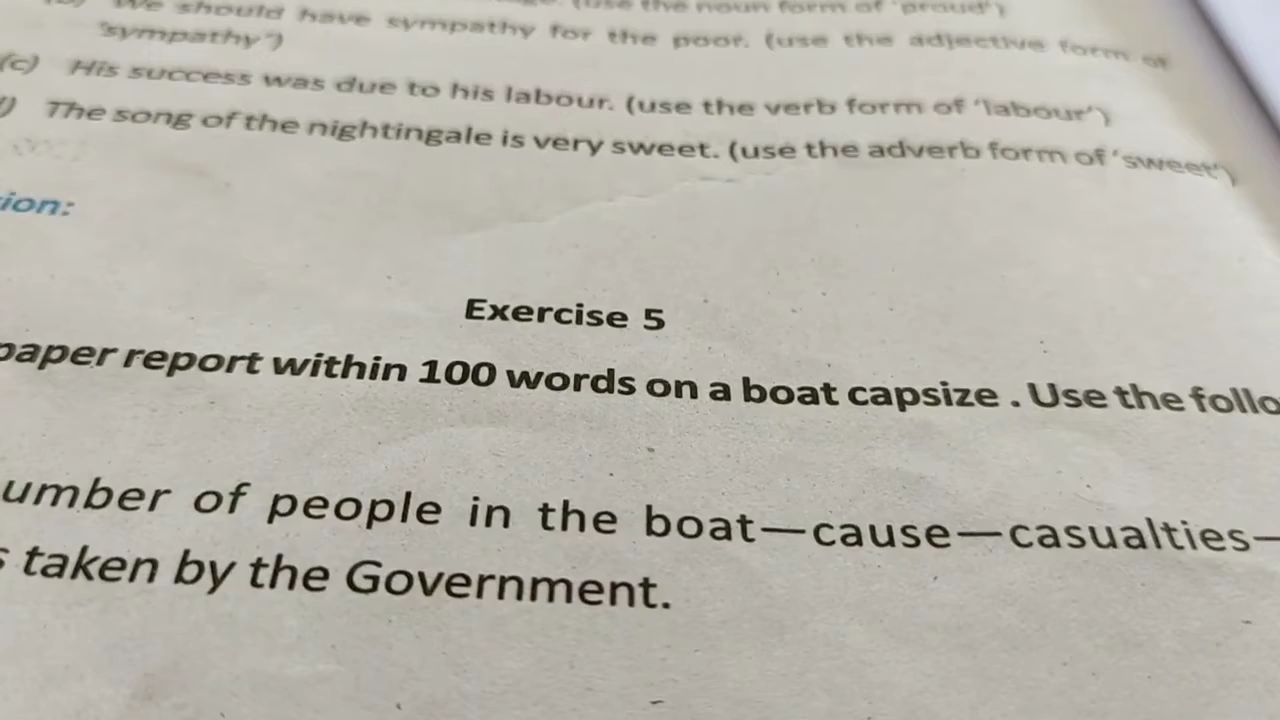 We should have sympathy for the poor. (use the adjective form of
'sympathy')
(c) His success was due to his labour. (use the verb form of 'labour')
) The song of the nightingale is very sweet. (use the adverb form of 'sweet')
ion:
Exercise 5
paper report within 100 words on a boat capsize . Use the follo
umber of people in the boat—cause—casualties—
s taken by the Government.